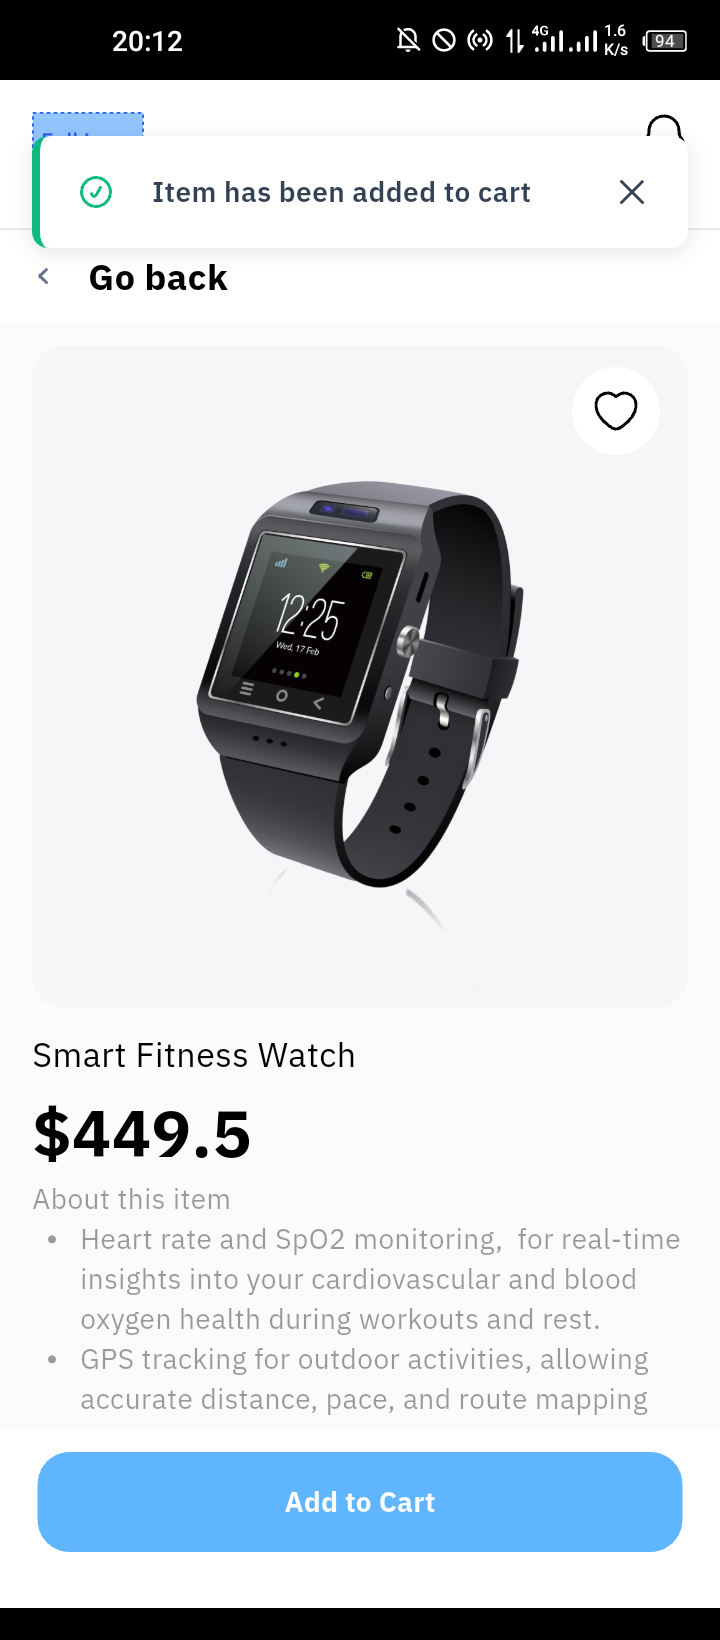 20:12
4G
1.6
K/s
94
Item has been added to cart
Go back
12:25
Wed, 17 Feb
Smart Fitness Watch
$449.5
About this item
• Heart rate and SpO2 monitoring,  for real-time
insights into your cardiovascular and blood
oxygen health during workouts and rest.
• GPS tracking for outdoor activities, allowing
accurate distance, pace, and route mapping
Add to Cart